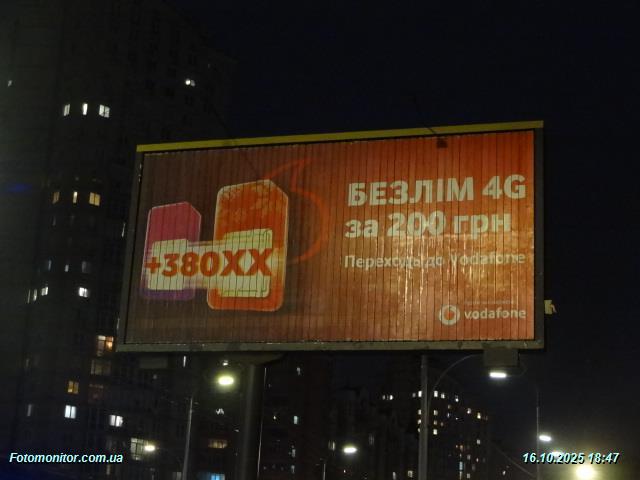 БЕЗЛІМ 4G
за 200 грн
Переходь до Vodafone
+380XX
vodafone
Fotomonitor.com.ua
16.10.2025 18:47